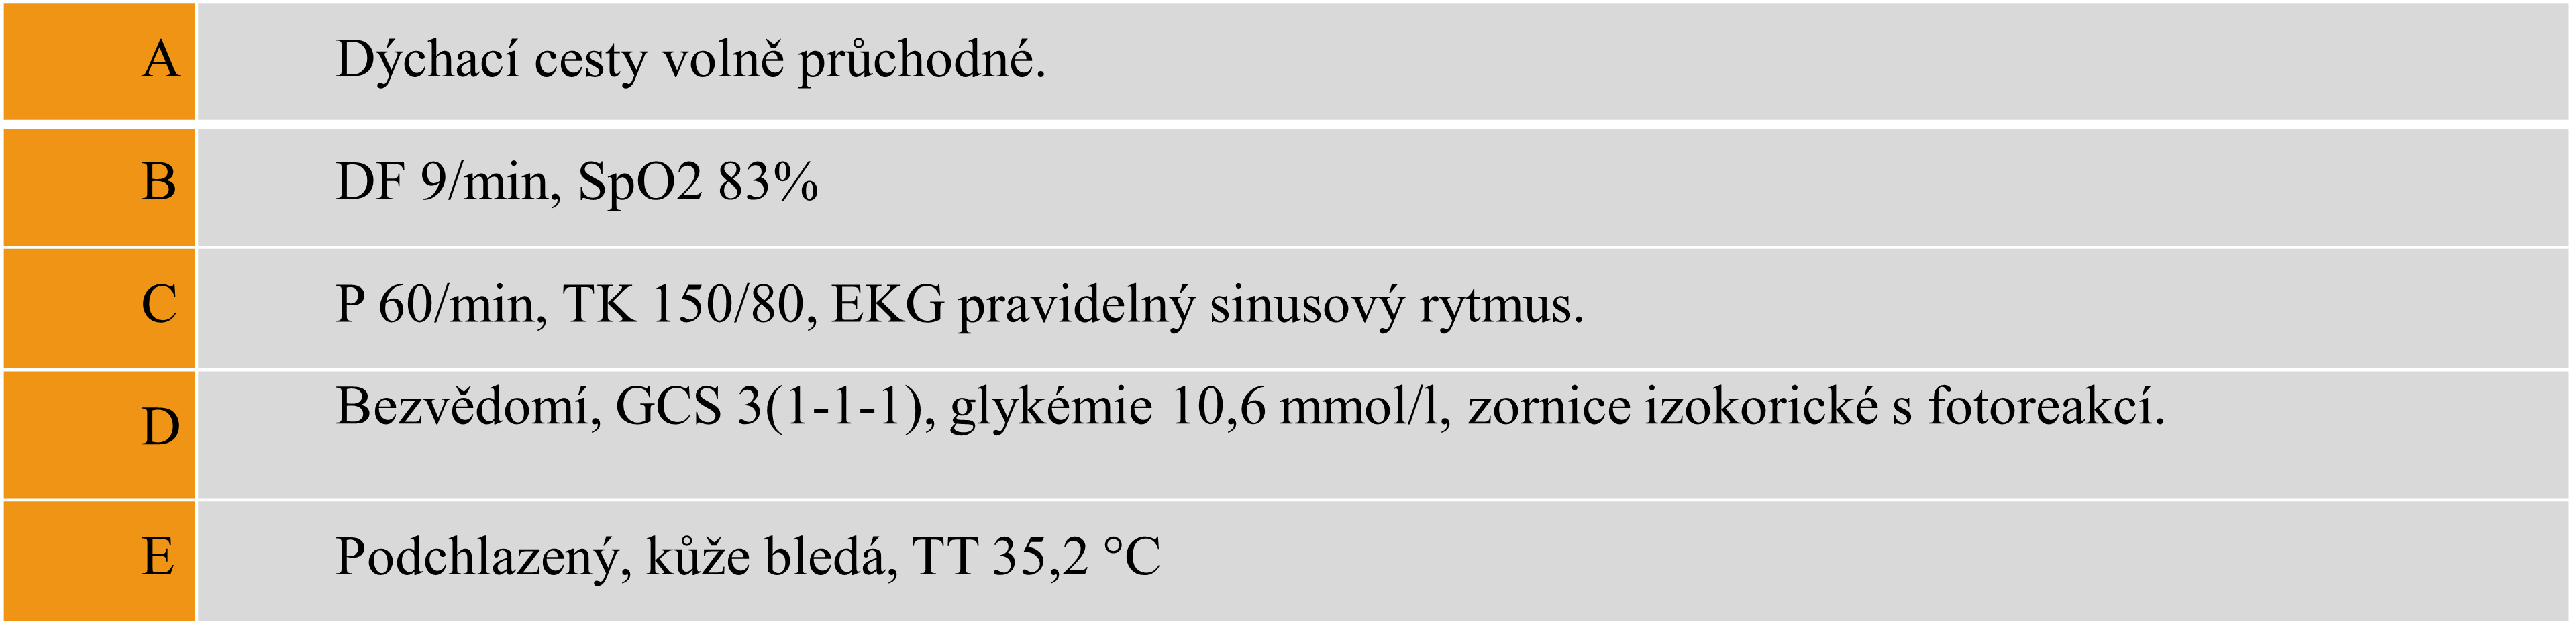 A Dýchací cesty volně průchodné.
B DF 9/min, SpO2 83%
C P 60/min, TK 150/80, EKG pravidelný sinusový rytmus.
D Bezvědomí, GCS 3(1-1-1), glykémie 10,6 mmol/l, zornice izokorické s fotoreakcí.
E Podchlazený, kůže bledá, TT 35,2 °C